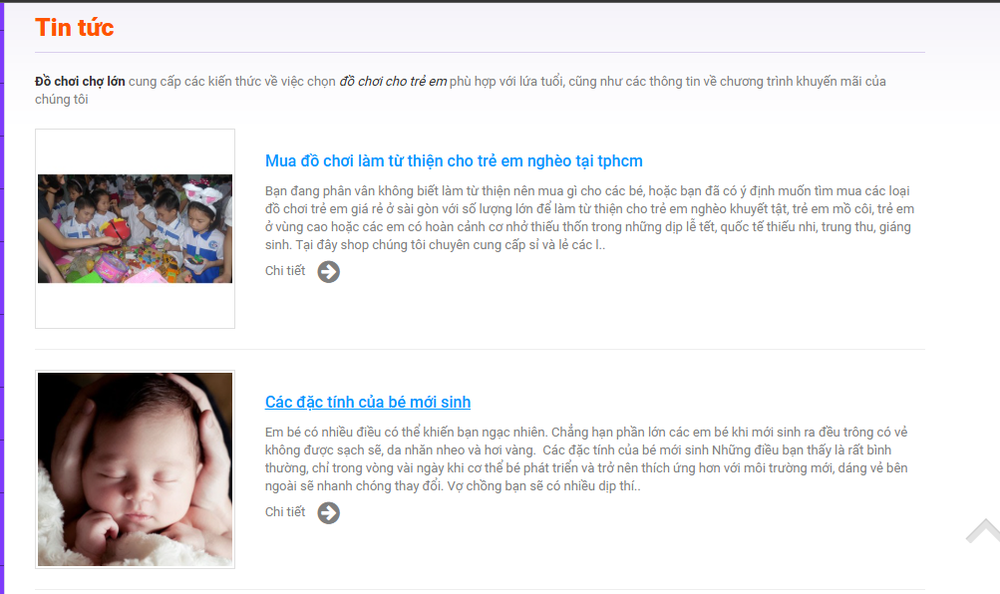 Tin tức
Đồ chơi chợ lớn cung cấp các kiến thức về việc chọn đồ chơi cho trẻ em phù hợp với lứa tuổi, cũng như các thông tin về chương trình khuyến mãi của
chúng tôi
Mua đồ chơi làm từ thiện cho trẻ em nghèo tại tphcm
Bạn đang phân vân không biết làm từ thiện nên mua gì cho các bé, hoặc bạn đã có ý định muốn tìm mua các loại
đồ chơi trẻ em giá rẻ ở sài gòn với số lượng lớn để làm từ thiện cho trẻ em nghèo khuyết tật, trẻ em mồ côi, trẻ em
ở vùng cao hoặc các em có hoàn cảnh cơ nhở thiếu thốn trong những dịp lễ tết, quốc tế thiếu nhi, trung thu, giáng
sinh. Tại đây shop chúng tôi chuyên cung cấp sỉ và lẻ các l..
Chi tiết
Các đặc tính của bé mới sinh
Em bé có nhiều điều có thể khiến bạn ngạc nhiên. Chẳng hạn phần lớn các em bé khi mới sinh ra đều trông có vẻ
không được sạch sẽ, da nhăn nheo và hơi vàng.  Các đặc tính của bé mới sinh Những điều bạn thấy là rất bình
thường, chỉ trong vòng vài ngày khi cơ thể bé phát triển và trở nên thích ứng hơn với môi trường mới, dáng vẻ bên
ngoài sẽ nhanh chóng thay đổi. Vợ chồng bạn sẽ có nhiều dịp thí..
Chi tiết